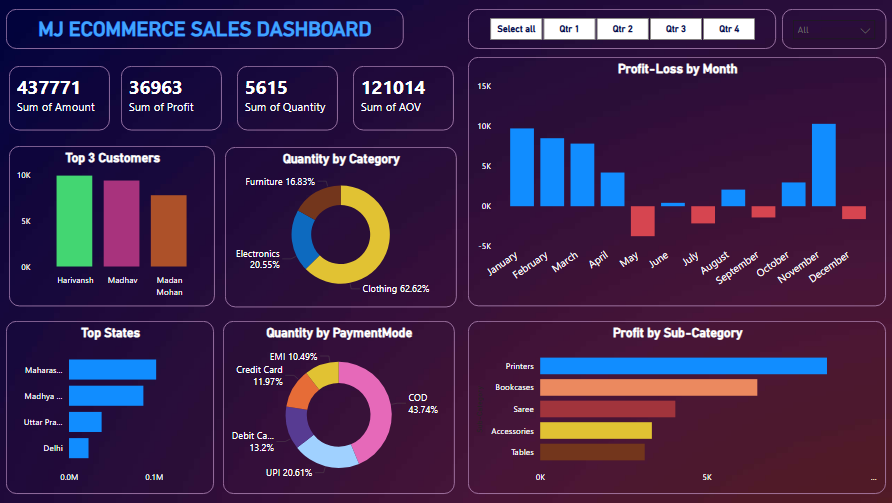 MJ ECOMMERCE SALES DASHBOARD
Select all
Qtr 1
Qtr 2
Qtr 3
Qtr 4
All
437771
Sum of Amount
36963
Sum of Profit
5615
Sum of Quantity
121014
Sum of AOV
Profit-Loss by Month
15K
10K
5K
0K
-5K
January
February
March
April
May
June
July
August
September
October
November
December
Top 3 Customers
10K
5K
0K
Harivansh
Madhav
Madan
Mohan
Quantity by Category
Furniture 16.83%
Electronics
20.55%
Clothing 62.62%
Top States
Maharas...
Madhya ...
Uttar Pra...
Delhi
0.0M
0.1M
Quantity by PaymentMode
EMI 10.49%
Credit Card
11.97%
COD
43.74%
Debit Ca...
13.2%
UPI 20.61%
Profit by Sub-Category
Printers
Bookcases
Saree
Accessories
Tables
0K
5K
...